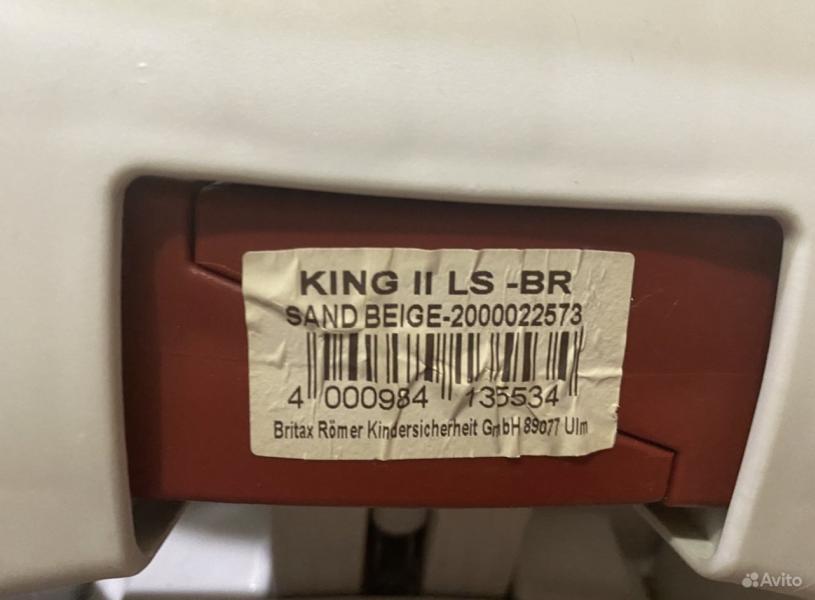 KING II LS -BR
SAND BEIGE-2000022573
4 000984 135534
Britax Römer Kindersicherheit GmbH 89077 Ulm
Avito